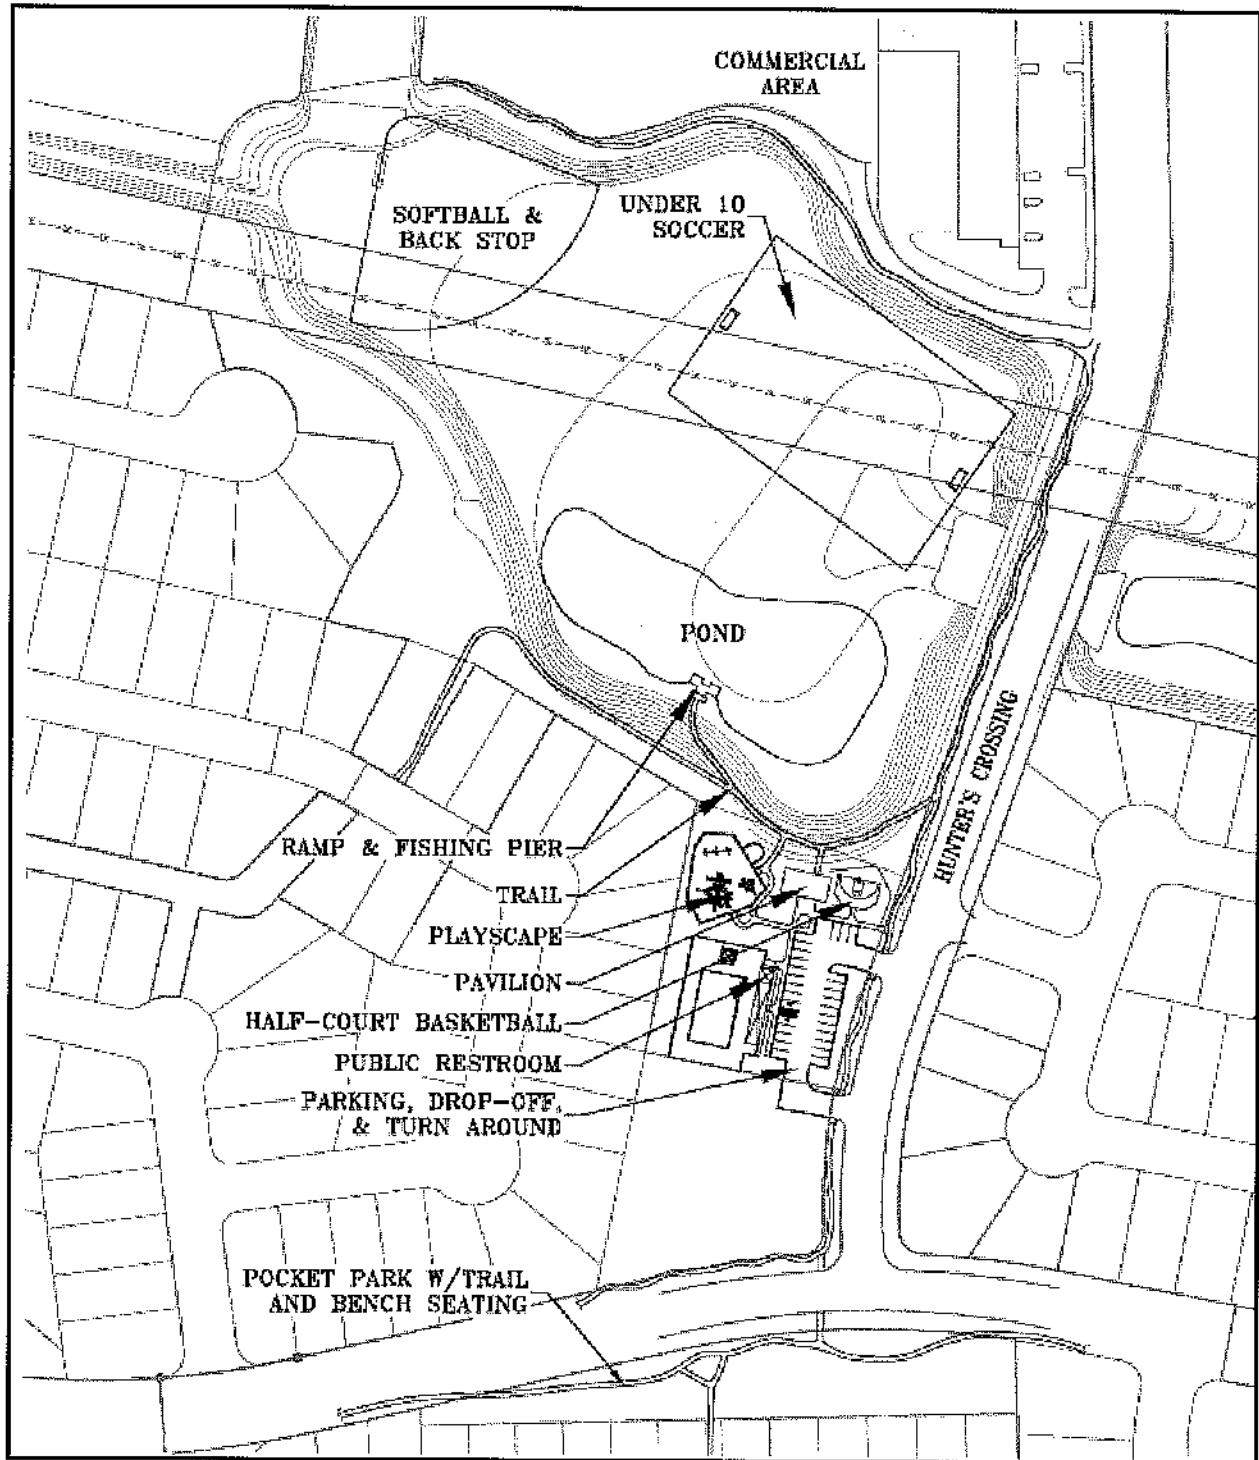 COMMERCIAL
AREA
SOFTBALL &
BACK STOP
UNDER 10
SOCCER
POND
HUNTER'S CROSSING
RAMP & FISHING PIER
TRAIL
PLAYSCAPE
PAVILION
HALF-COURT BASKETBALL
PUBLIC RESTROOM
PARKING, DROP-OFF,
& TURN AROUND
POCKET PARK W/TRAIL
AND BENCH SEATING